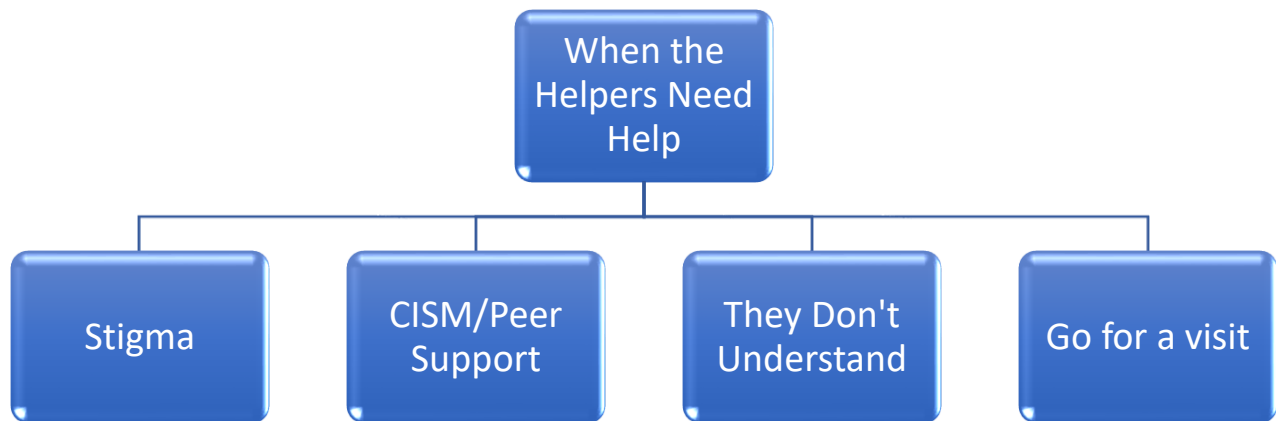 When the
Helpers Need
Help
Stigma
CISM/Peer
Support
They Don't
Understand
Go for a visit